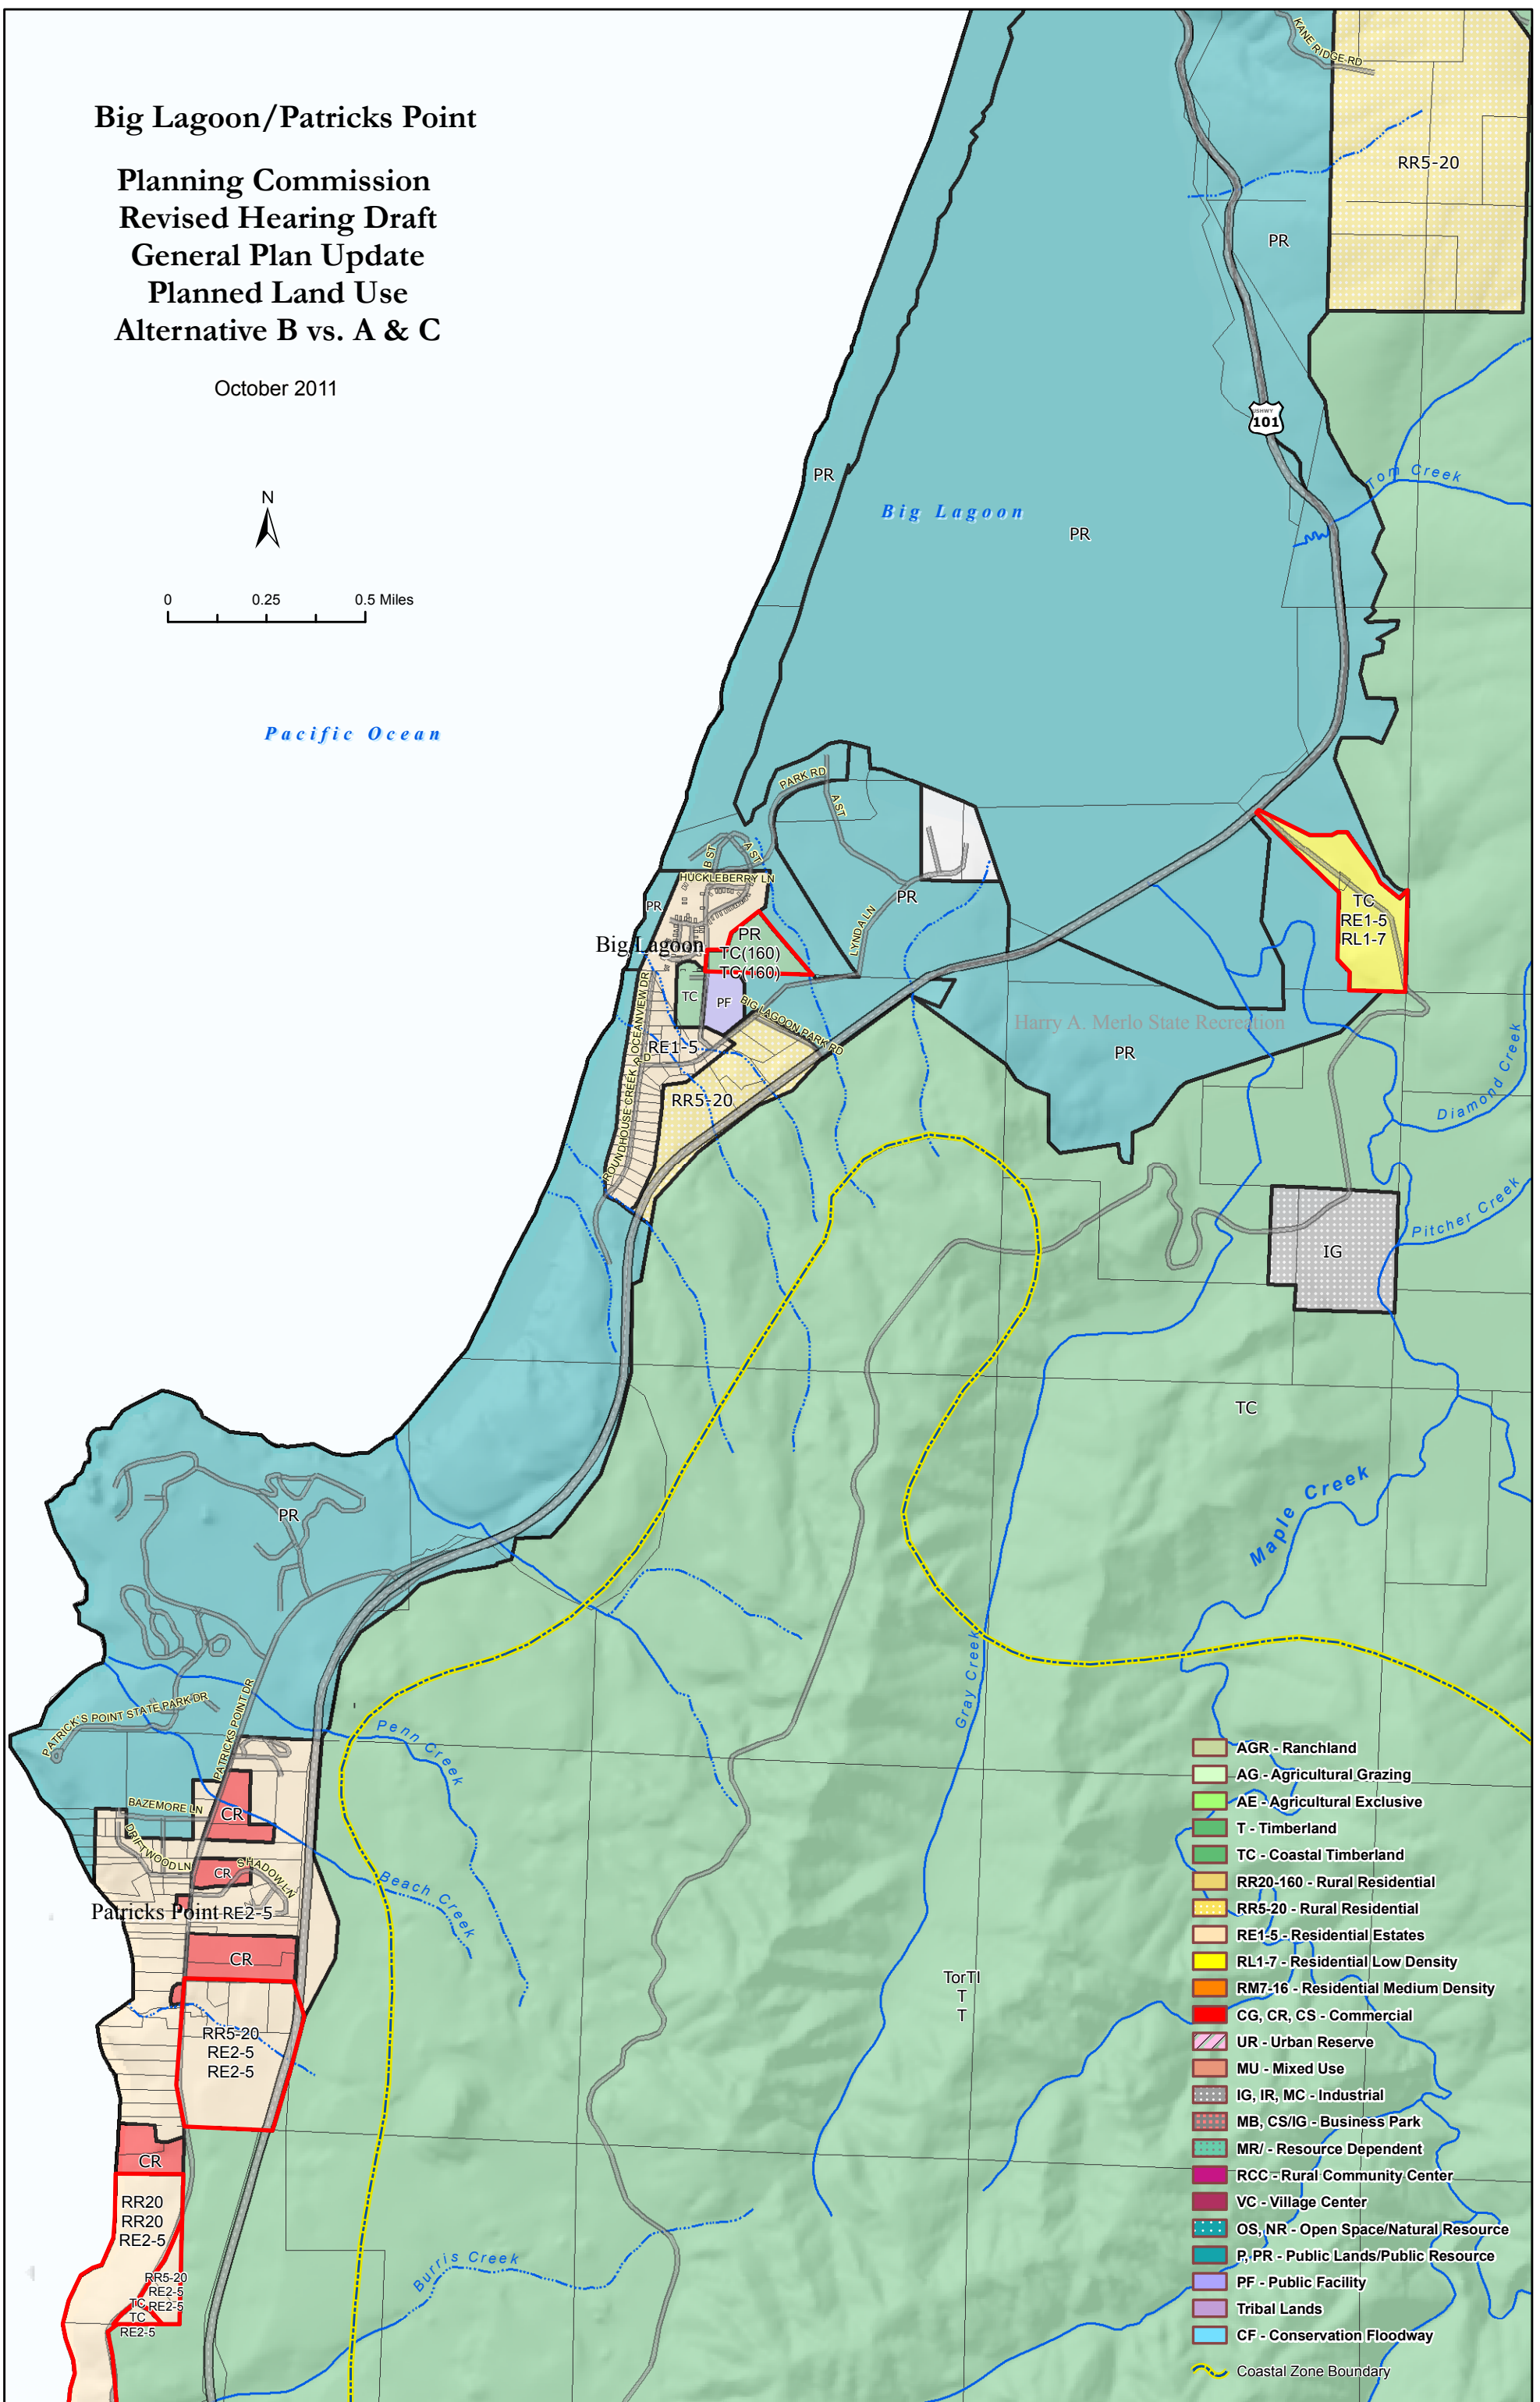 Big Lagoon/Patricks Point
Planning Commission
Revised Hearing Draft
General Plan Update
Planned Land Use
Alternative B vs. A & C
October 2011
N
0 0.25 0.5 Miles
Pacific Ocean
KANE RIDGE RD
RR5-20
PR
USHWY
101
Tom Creek
PR
Big Lagoon
PR
PARK RD
A ST
B ST
A ST
HUCKLEBERRY LN
PR
PR
LYNDA LN
TC
RE1-5
RL1-7
Big Lagoon
PR
TC(160)
TC(160)
TC
PF
BIG LAGOON PARK RD
OCEANVIEW DR
RE1-5
RD
ROUNDHOUSE CREEK
RR5-20
Harry A. Merlo State Recreation
PR
Diamond Creek
Pitcher Creek
IG
TC
Maple Creek
Gray Creek
PR
PATRICK'S POINT STATE PARK DR
PATRICKS POINT DR
Penn Creek
BAZEMORE LN
CR
DRIFTWOOD LN
CR
SHADOW LN
Beach Creek
Patricks Point
RE2-5
CR
RR5-20
RE2-5
RE2-5
TorTI
T
T
CR
RR20
RR20
RE2-5
RR5-20
RE2-5
RE2-5
TC
TC
RE2-5
Burris Creek
AGR - Ranchland
AG - Agricultural Grazing
AE - Agricultural Exclusive
T - Timberland
TC - Coastal Timberland
RR20-160 - Rural Residential
RR5-20 - Rural Residential
RE1-5 - Residential Estates
RL1-7 - Residential Low Density
RM7-16 - Residential Medium Density
CG, CR, CS - Commercial
UR - Urban Reserve
MU - Mixed Use
IG, IR, MC - Industrial
MB, CS/IG - Business Park
MR/ - Resource Dependent
RCC - Rural Community Center
VC - Village Center
OS, NR - Open Space/Natural Resource
P, PR - Public Lands/Public Resource
PF - Public Facility
Tribal Lands
CF - Conservation Floodway
Coastal Zone Boundary